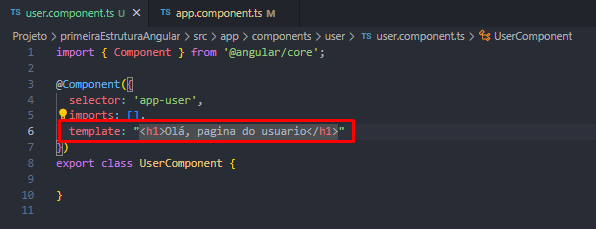 TS user.component.ts U X TS app.component.ts M
Projeto > primeiraEstruturaAngular > src > app > components > user > TS user.component.ts > UserComponent
1 import { Component } from '@angular/core';
2
3 @Component({
4 selector: 'app-user',
5 imports: [],
6 template: "<h1>Olá, pagina do usuario</h1>"
7 })
8 export class UserComponent {
9
10 }
11